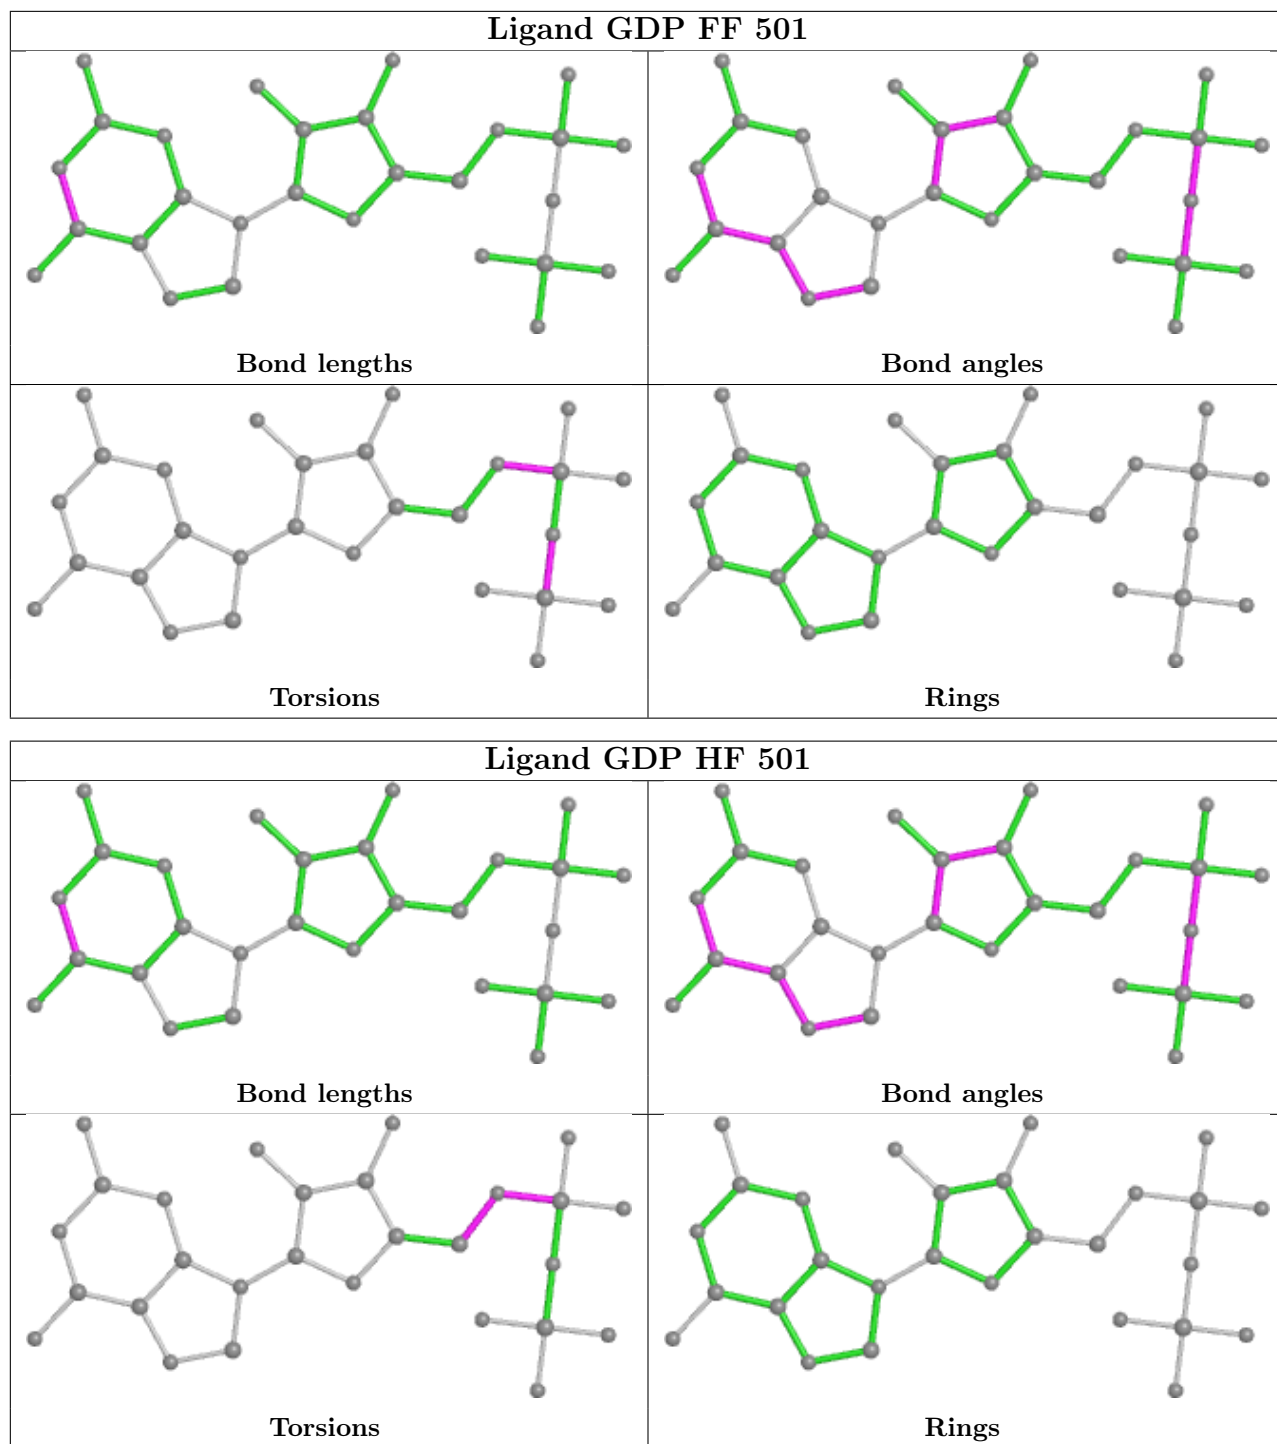 Ligand GDP FF 501
Bond lengths
Bond angles
Torsions
Rings
Ligand GDP HF 501
Bond lengths
Bond angles
Torsions
Rings